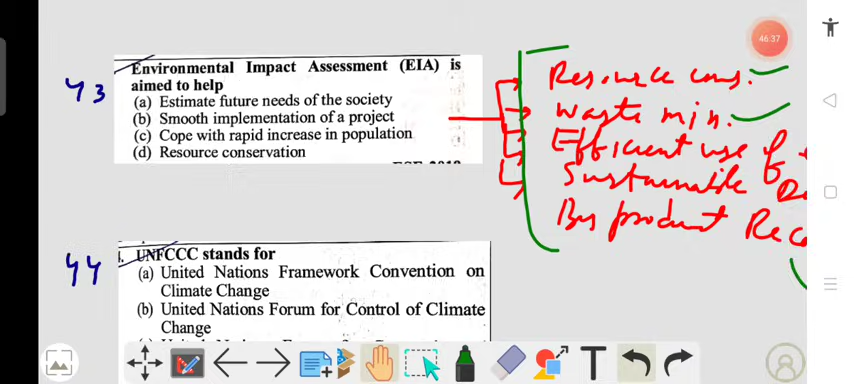 46:37
43
Environmental Impact Assessment (EIA) is
aimed to help
(a) Estimate future needs of the society
(b) Smooth implementation of a project
(c) Cope with rapid increase in population
(d) Resource conservation
Resource cons.
Waste min.
Efficient use of
Sustainable
By product Rec
44
UNFCCC stands for
(a) United Nations Framework Convention on
Climate Change
(b) United Nations Forum for Control of Climate
Change
T